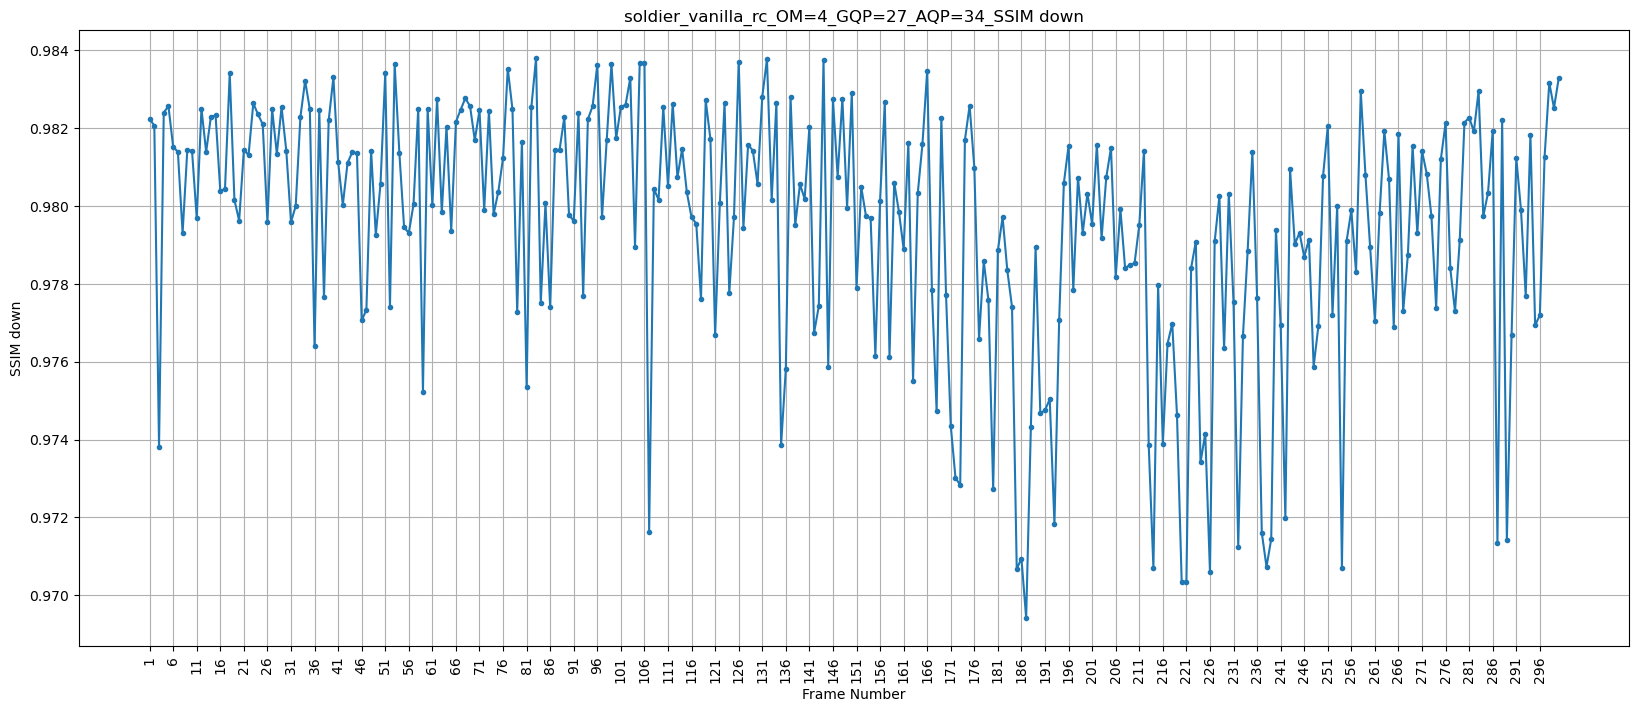 soldier_vanilla_rc_OM=4_GQP=27_AQP=34_SSIM down
0.984
0.982
0.980
0.978
0.976
0.974
0.972
0.970
SSIM down
1 6 11 16 21 26 31 36 41 46 51 56 61 66 71 76 81 86 91 96 101 106 111 116 121 126 131 136 141 146 151 156 161 166 171 176 181 186 191 196 201 206 211 216 221 226 231 236 241 246 251 256 261 266 271 276 281 286 291 296
Frame Number